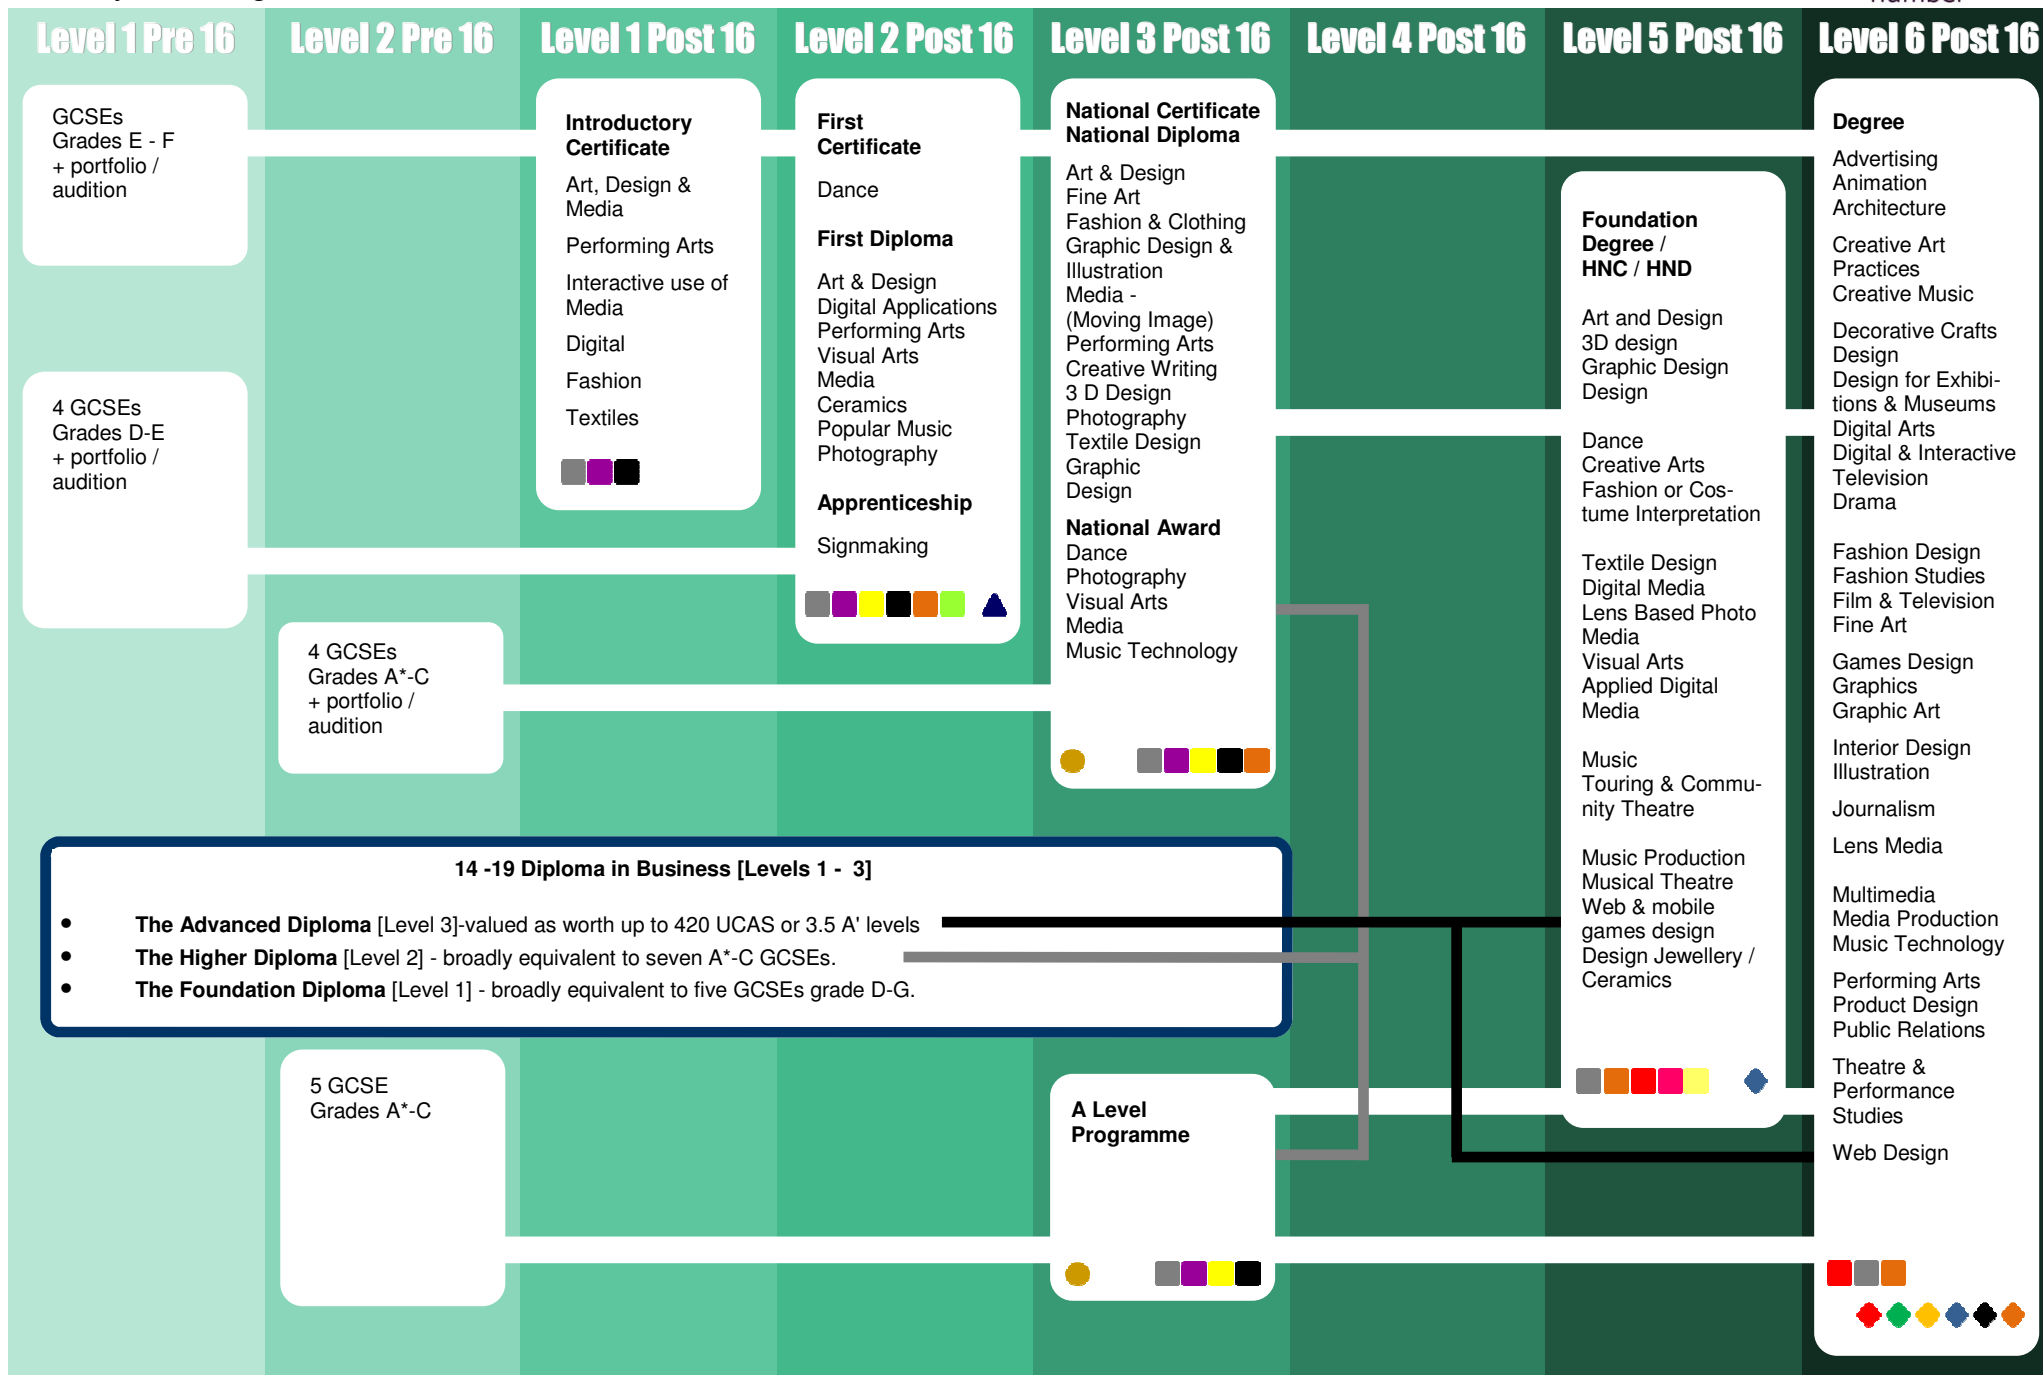 number
Level 1 Pre 16
Level 2 Pre 16
Level 1 Post 16
Level 2 Post 16
Level 3 Post 16
Level 4 Post 16
Level 5 Post 16
Level 6 Post 16
GCSEs
Grades E - F
+ portfolio /
audition
4 GCSEs
Grades D-E
+ portfolio /
audition
4 GCSEs
Grades A*-C
+ portfolio /
audition
Introductory
Certificate
Art, Design &
Media
Performing Arts
Interactive use of
Media
Digital
Fashion
Textiles
First
Certificate
Dance
First Diploma
Art & Design
Digital Applications
Performing Arts
Visual Arts
Media
Ceramics
Popular Music
Photography
Apprenticeship
Signmaking
National Certificate
National Diploma
Art & Design
Fine Art
Fashion & Clothing
Graphic Design &
Illustration
Media -
(Moving Image)
Performing Arts
Creative Writing
3 D Design
Photography
Textile Design
Graphic
Design
National Award
Dance
Photography
Visual Arts
Media
Music Technology
14 -19 Diploma in Business [Levels 1 - 3]
• The Advanced Diploma [Level 3]-valued as worth up to 420 UCAS or 3.5 A' levels
• The Higher Diploma [Level 2] - broadly equivalent to seven A*-C GCSEs.
• The Foundation Diploma [Level 1] - broadly equivalent to five GCSEs grade D-G.
5 GCSE
Grades A*-C
A Level
Programme
Foundation
Degree /
HNC / HND
Art and Design
3D design
Graphic Design
Design
Dance
Creative Arts
Fashion or Cos-
tume Interpretation
Textile Design
Digital Media
Lens Based Photo
Media
Visual Arts
Applied Digital
Media
Music
Touring & Commu-
nity Theatre
Music Production
Musical Theatre
Web & mobile
games design
Design Jewellery /
Ceramics
Degree
Advertising
Animation
Architecture
Creative Art
Practices
Creative Music
Decorative Crafts
Design
Design for Exhibi-
tions & Museums
Digital Arts
Digital & Interactive
Television
Drama
Fashion Design
Fashion Studies
Film & Television
Fine Art
Games Design
Graphics
Graphic Art
Interior Design
Illustration
Journalism
Lens Media
Multimedia
Media Production
Music Technology
Performing Arts
Product Design
Public Relations
Theatre &
Performance
Studies
Web Design